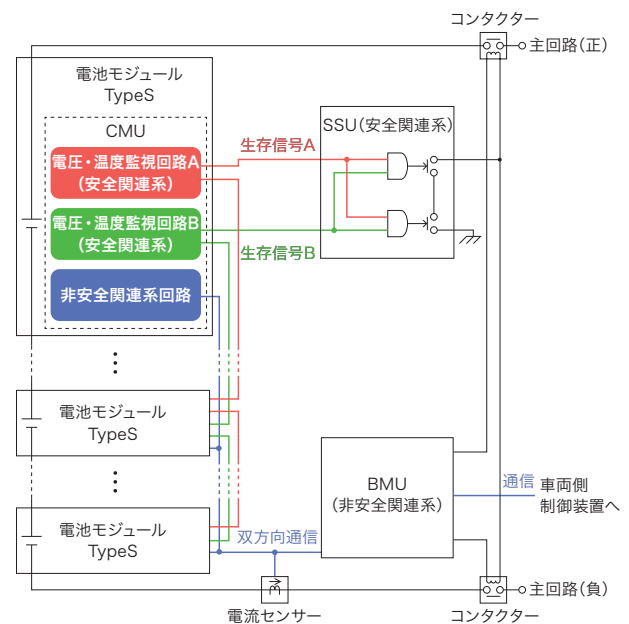 コンタクター
主回路(正)
電池モジュール
TypeS
CMU
電圧・温度監視回路A
(安全関連系)
電圧・温度監視回路B
(安全関連系)
非安全関連系回路
生存信号A
生存信号B
SSU(安全関連系)
電池モジュール
TypeS
電池モジュール
TypeS
BMU
(非安全関連系)
通信
車両側
制御装置へ
双方向通信
電流センサー
コンタクター
主回路(負)